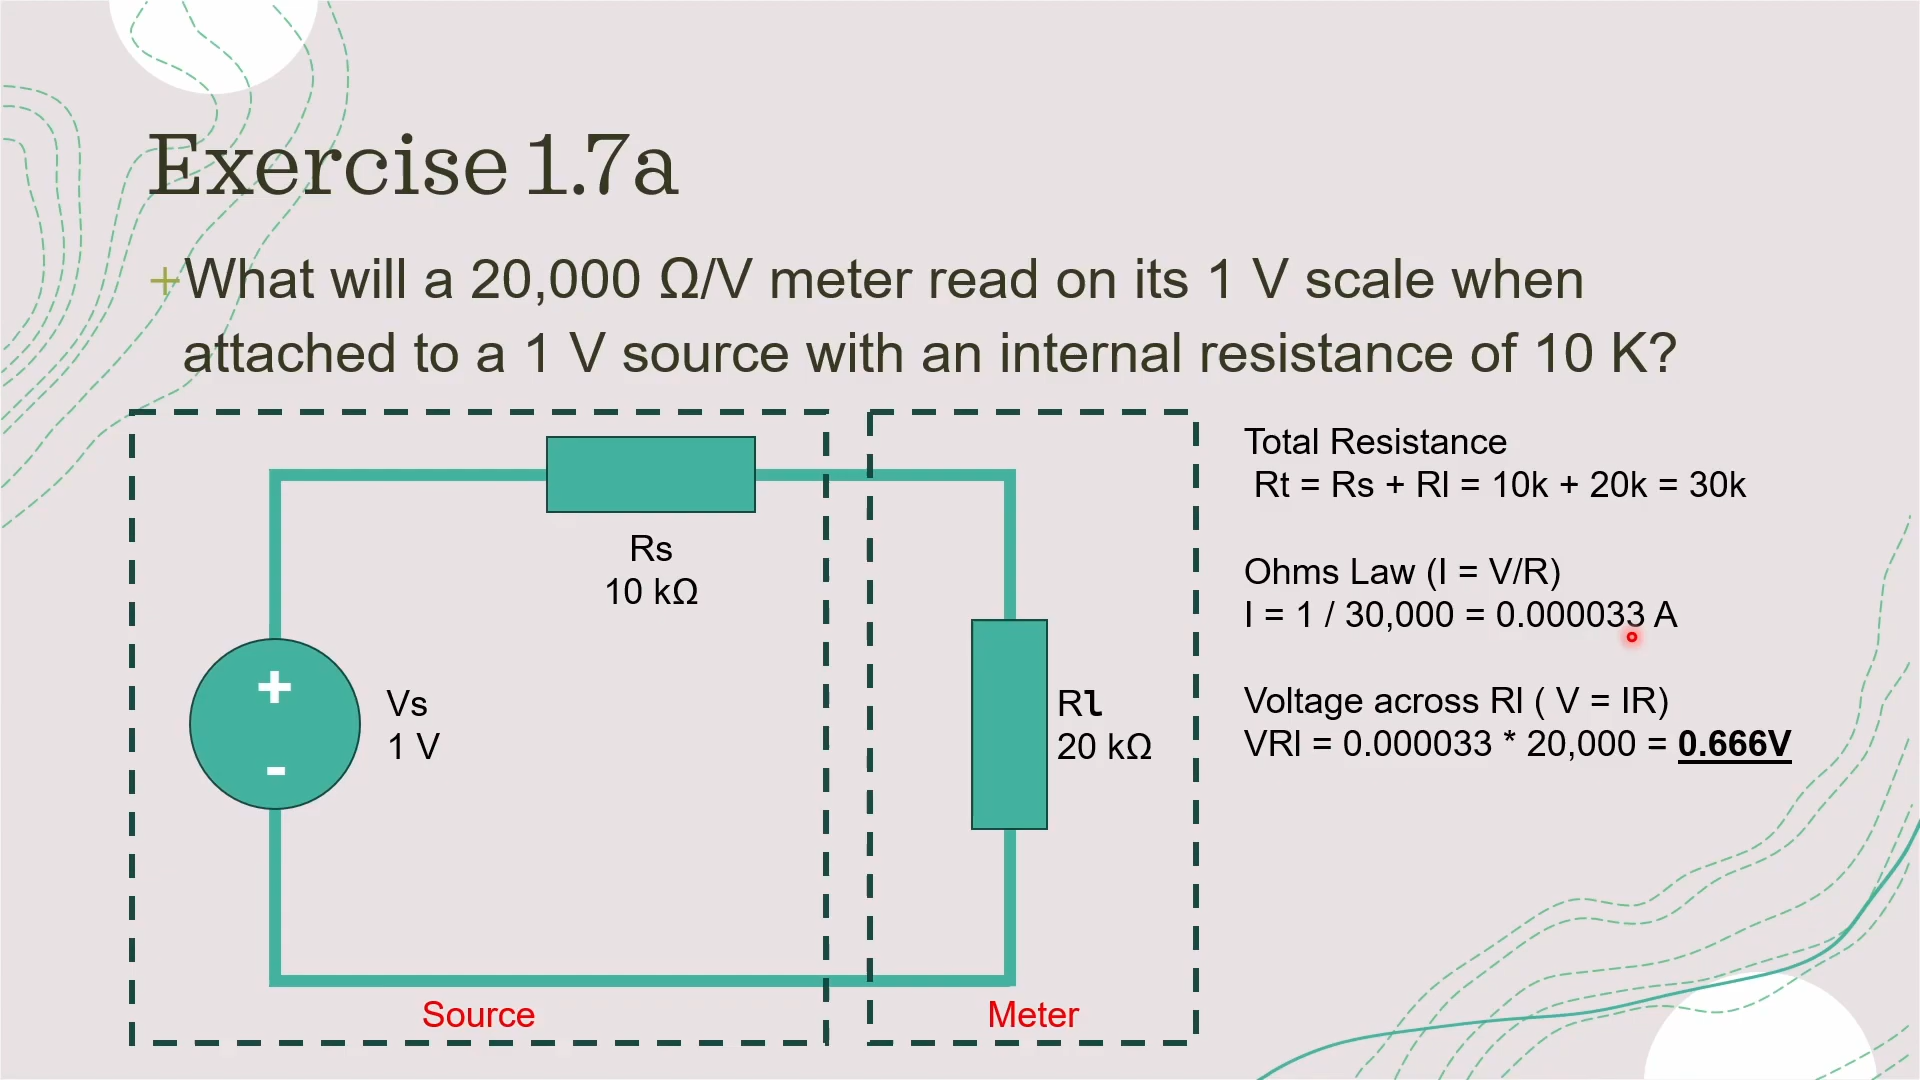 Exercise 1.7a
+What will a 20,000 Ω/V meter read on its 1 V scale when
attached to a 1 V source with an internal resistance of 10 K?
Rs
10 kΩ
+
-
Vs
1 V
Rl
20 kΩ
Source
Meter
Total Resistance
Rt = Rs + Rl = 10k + 20k = 30k
Ohms Law (I = V/R)
I = 1 / 30,000 = 0.000033 A
Voltage across Rl ( V = IR)
VRl = 0.000033 * 20,000 = 0.666V